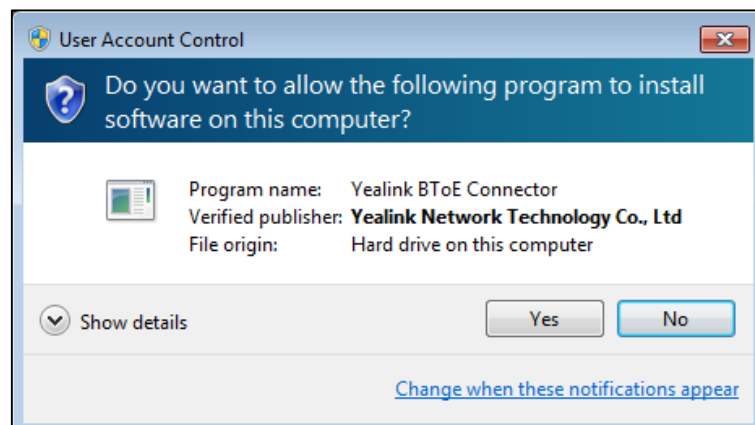 User Account Control
Do you want to allow the following program to install
software on this computer?
Program name: Yealink BToE Connector
Verified publisher: Yealink Network Technology Co., Ltd
File origin: Hard drive on this computer
Show details
Yes
No
Change when these notifications appear